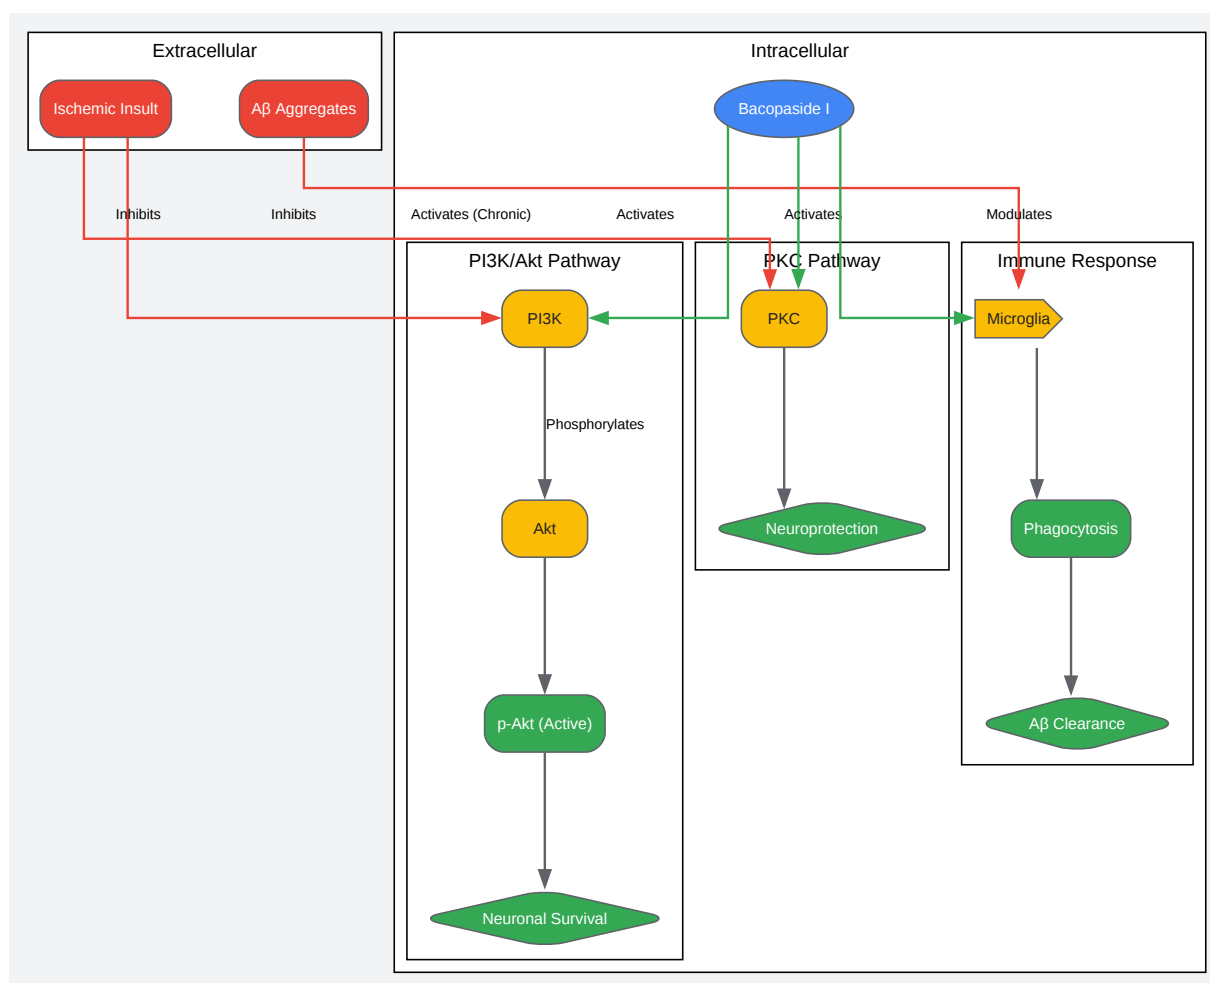 Extracellular
Intracellular
Ischemic Insult
Aβ Aggregates
Bacopaside I
Inhibits
Inhibits
Activates (Chronic)
Activates
Activates
Modulates
PI3K/Akt Pathway
PKC Pathway
Immune Response
PI3K
PKC
Microglia
Phosphorylates
Akt
Neuroprotection
Phagocytosis
p-Akt (Active)
Aβ Clearance
Neuronal Survival